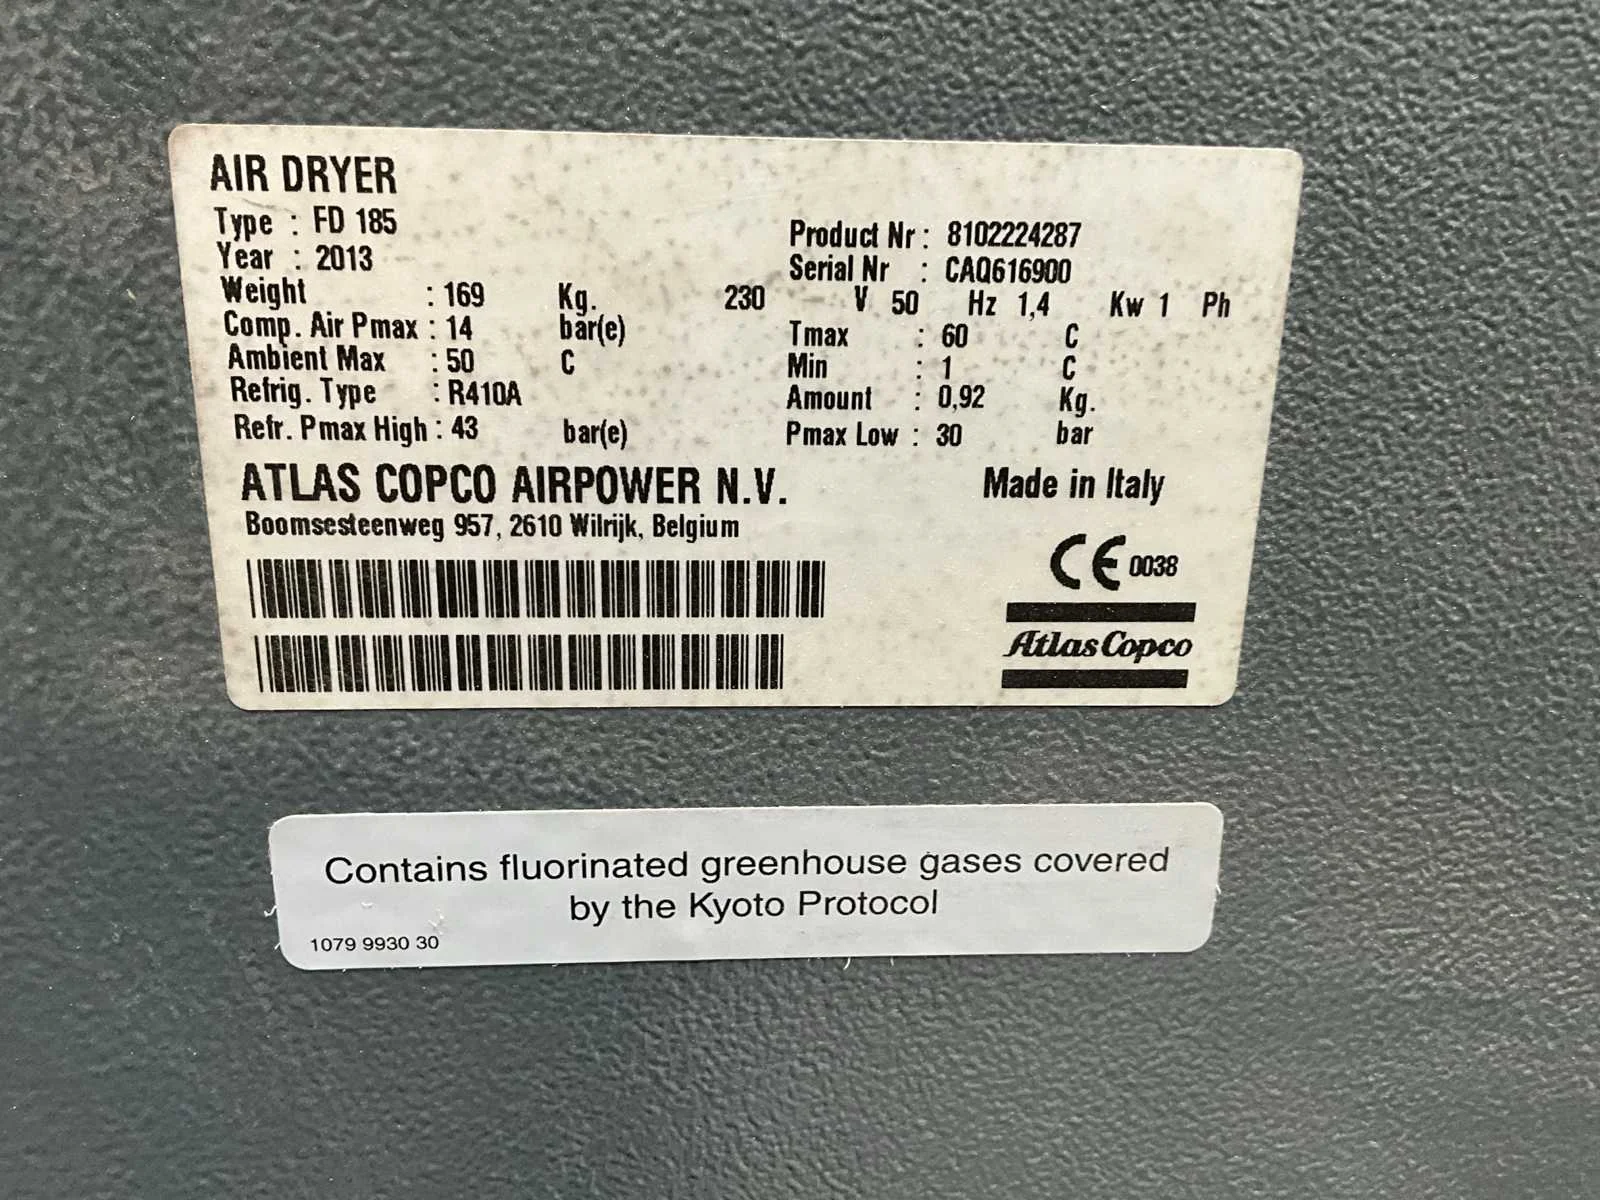 AIR DRYER
Type : FD 185
Year : 2013
Product Nr : 8102224287
Serial Nr : CAQ616900
Weight : 169 Kg. 230 V 50 Hz 1,4 Kw 1 Ph
Comp. Air Pmax : 14 bar(e) Tmax : 60 C
Ambient Max : 50 C Min : 1 C
Refrig. Type : R410A Amount : 0,92 Kg.
Refr. Pmax High : 43 bar(e) Pmax Low : 30 bar
ATLAS COPCO AIRPOWER N.V. Made in Italy
Boomsesteenweg 957, 2610 Wilrijk, Belgium
CE 0038
Atlas Copco
Contains fluorinated greenhouse gases covered
by the Kyoto Protocol
1079 9930 30